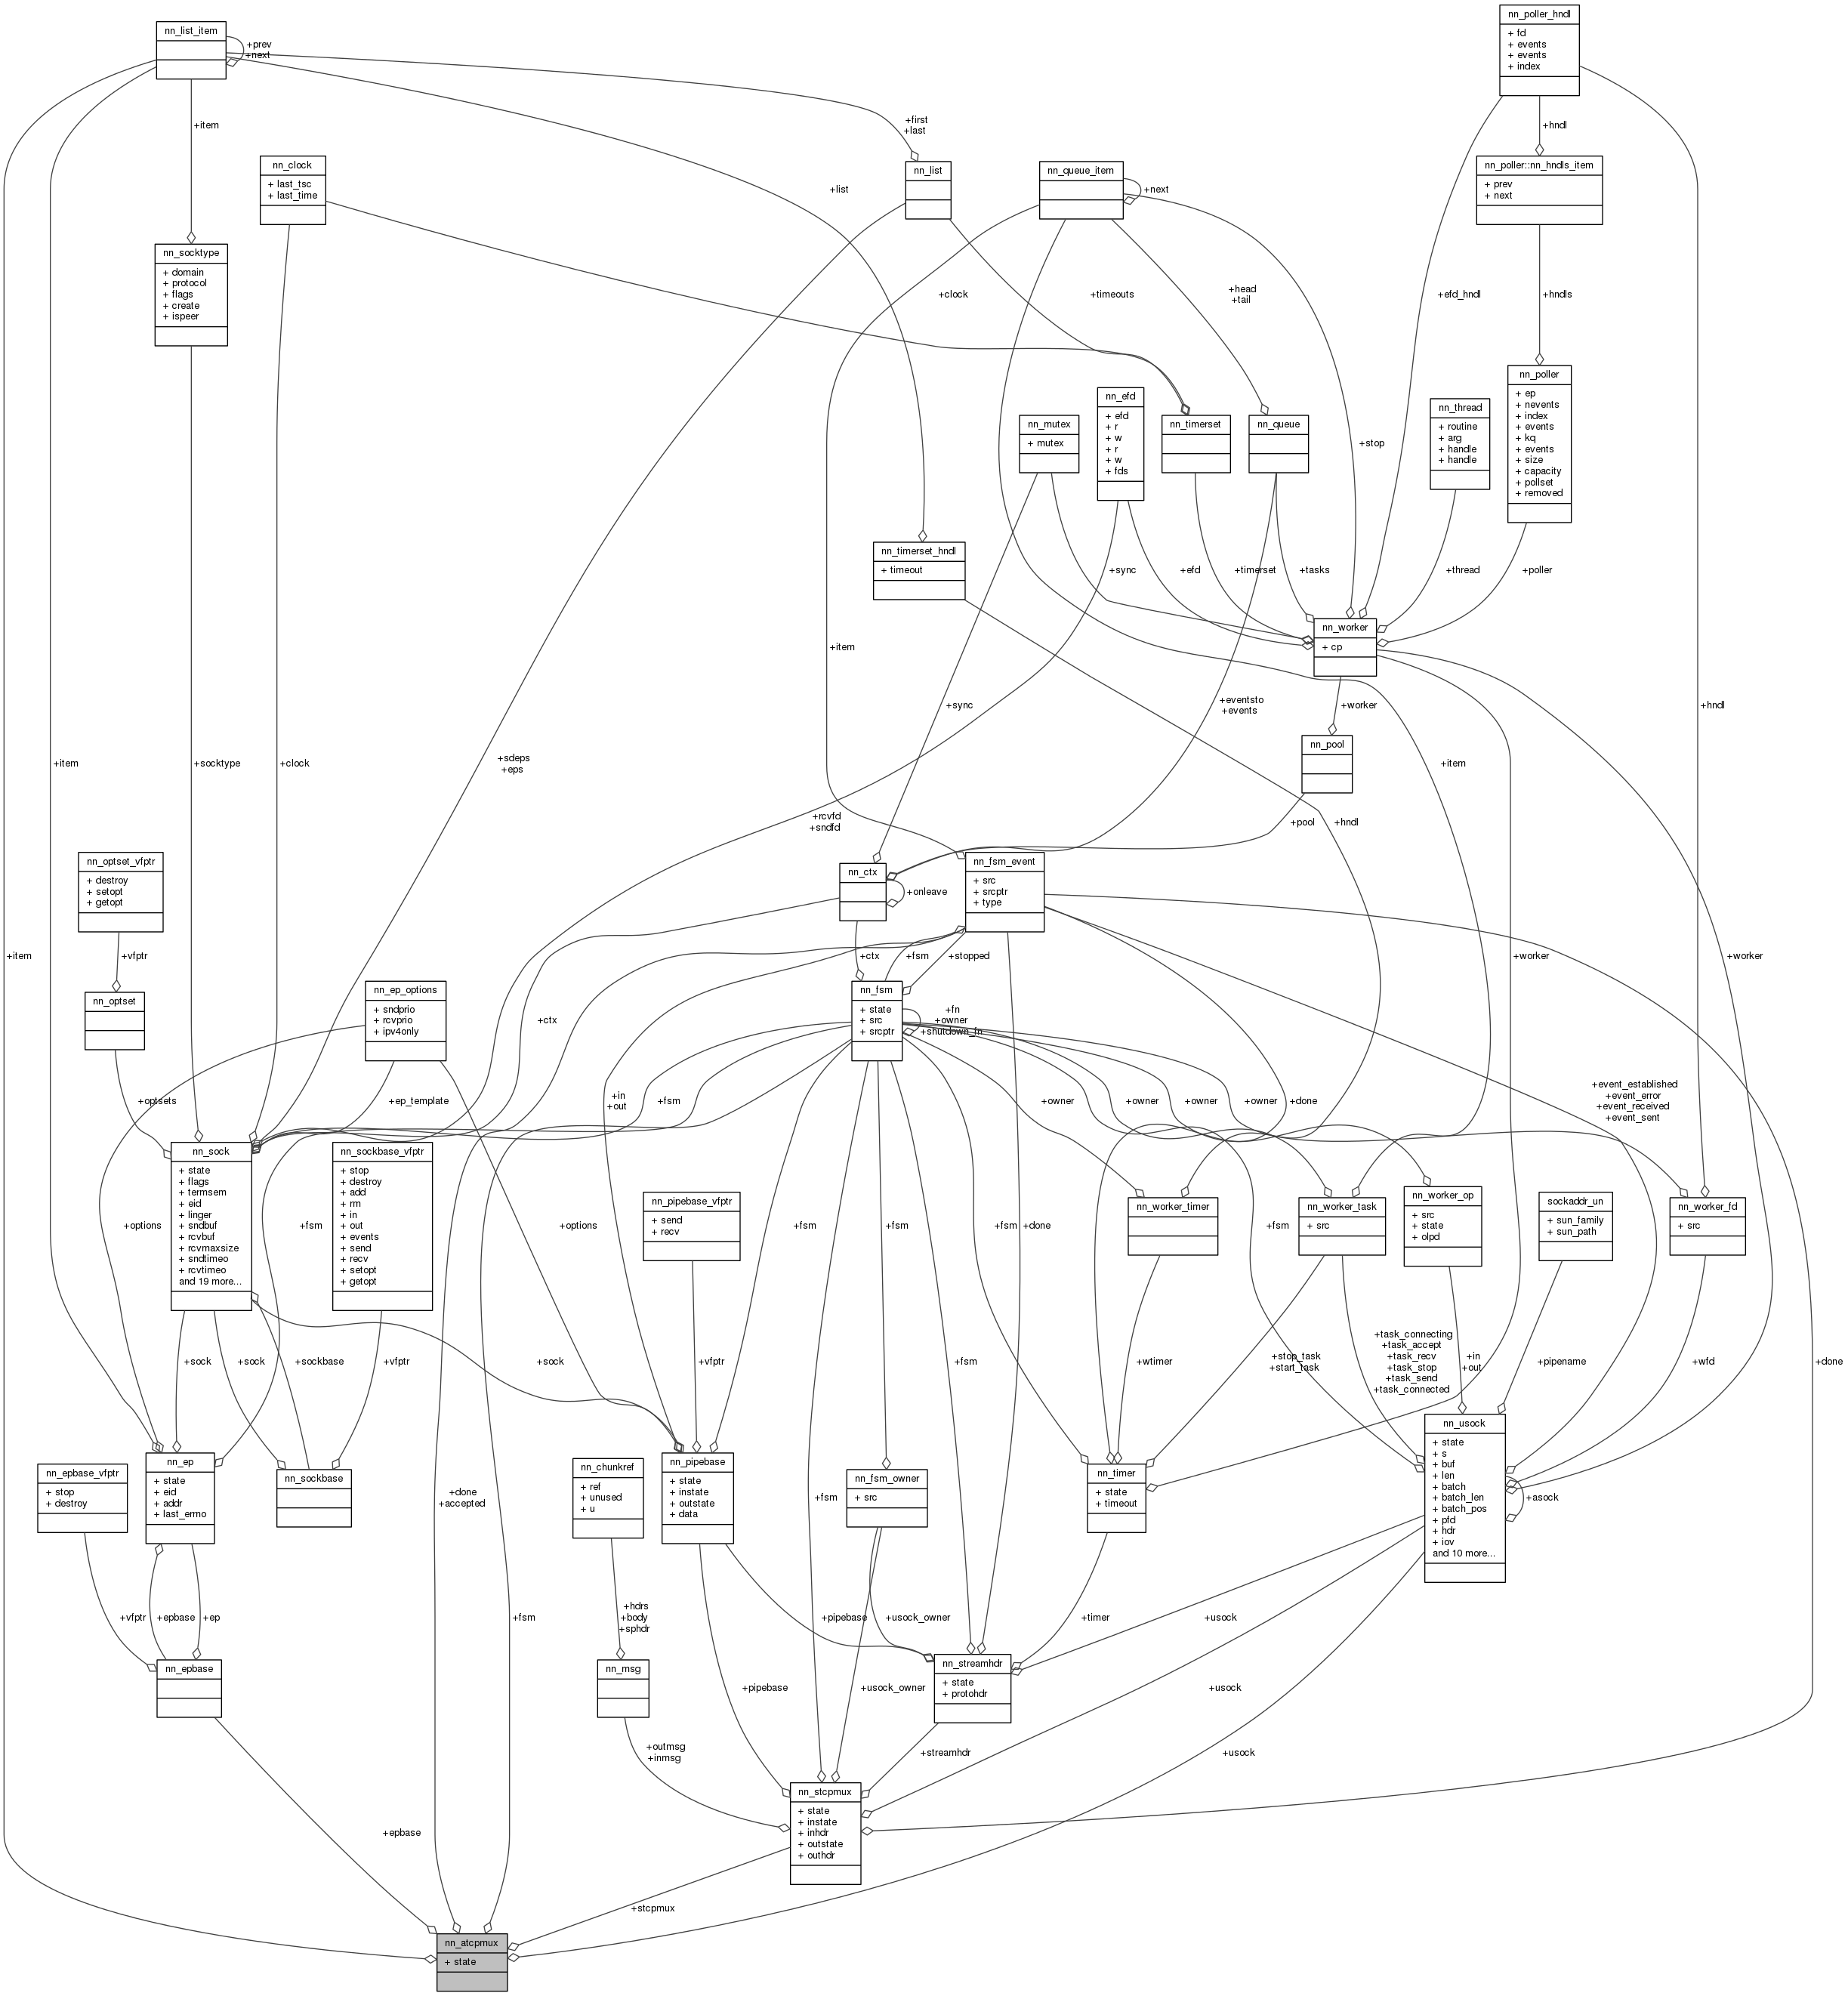 nn_poller_hndl
+ fd
+ events
+ events
+ index
nn_list_item
+prev
+next
+first
+last
+item
+hndl
nn_clock
+ last_tsc
+ last_time
nn_list
nn_queue_item
+next
nn_poller::nn_hndls_item
+ prev
+ next
+list
nn_socktype
+ domain
+ protocol
+ flags
+ create
+ ispeer
+clock
+timeouts
+head
+tail
+efd_hndl
+hndls
nn_poller
+ ep
+ nevents
+ index
+ events
+ kq
+ events
+ size
+ capacity
+ pollset
+ removed
nn_efd
+ efd
+ r
+ w
+ r
+ w
+ fds
nn_thread
+ routine
+ arg
+ handle
+ handle
nn_mutex
+ mutex
nn_timerset
nn_queue
+stop
nn_timerset_hndl
+ timeout
+sync
+efd
+timerset
+tasks
+thread
+poller
nn_worker
+ cp
+item
+sync
+eventsto
+events
+worker
+hndl
nn_pool
+item
+socktype
+clock
+sdeps
+eps
+item
+rcvfd
+sndfd
+pool
+hndl
nn_optset_vfptr
+ destroy
+ setopt
+ getopt
nn_ctx
+onleave
nn_fsm_event
+ src
+ srcptr
+ type
+item
+vfptr
+ctx
+fsm
+stopped
+worker
+worker
nn_optset
nn_ep_options
+ sndprio
+ rcvprio
+ ipv4only
+ctx
nn_fsm
+ state
+ src
+ srcptr
+fn
+owner
+shutdown_fn
+optsets
+ep_template
+fsm
+in
+out
+owner
+owner
+owner
+owner
+done
+event_established
+event_error
+event_received
+event_sent
nn_sock
+ state
+ flags
+ termsem
+ eid
+ linger
+ sndbuf
+ rcvbuf
+ rcvmaxsize
+ sndtimeo
+ rcvtimeo
and 19 more...
nn_sockbase_vfptr
+ stop
+ destroy
+ add
+ rm
+ in
+ out
+ events
+ send
+ recv
+ setopt
+ getopt
nn_pipebase_vfptr
+ send
+ recv
nn_worker_timer
nn_worker_task
+ src
nn_worker_op
+ src
+ state
+ olpd
sockaddr_un
+ sun_family
+ sun_path
nn_worker_fd
+ src
+options
+fsm
+options
+fsm
+fsm
+fsm
+done
+fsm
+sock
+sock
+sockbase
+vfptr
+sock
+vfptr
+fsm
+wtimer
+stop_task
+start_task
+task_connecting
+task_accept
+task_recv
+task_stop
+task_send
+task_connected
+in
+out
+pipename
+wfd
+done
nn_epbase_vfptr
+ stop
+ destroy
nn_ep
+ state
+ eid
+ addr
+ last_errno
nn_sockbase
+done
+accepted
nn_chunkref
+ ref
+ unused
+ u
nn_pipebase
+ state
+ instate
+ outstate
+ data
+fsm
nn_fsm_owner
+ src
nn_timer
+ state
+ timeout
nn_usock
+ state
+ s
+ buf
+ len
+ batch
+ batch_len
+ batch_pos
+ pfd
+ hdr
+ iov
and 10 more...
+asock
+vfptr
+epbase
+ep
+fsm
+hdrs
+body
+sphdr
+pipebase
+usock_owner
+timer
+usock
nn_epbase
nn_msg
nn_streamhdr
+ state
+ protohdr
+pipebase
+usock_owner
+usock
+outmsg
+inmsg
+streamhdr
+usock
nn_stcpmux
+ state
+ instate
+ inhdr
+ outstate
+ outhdr
+epbase
+stcpmux
nn_atcpmux
+ state